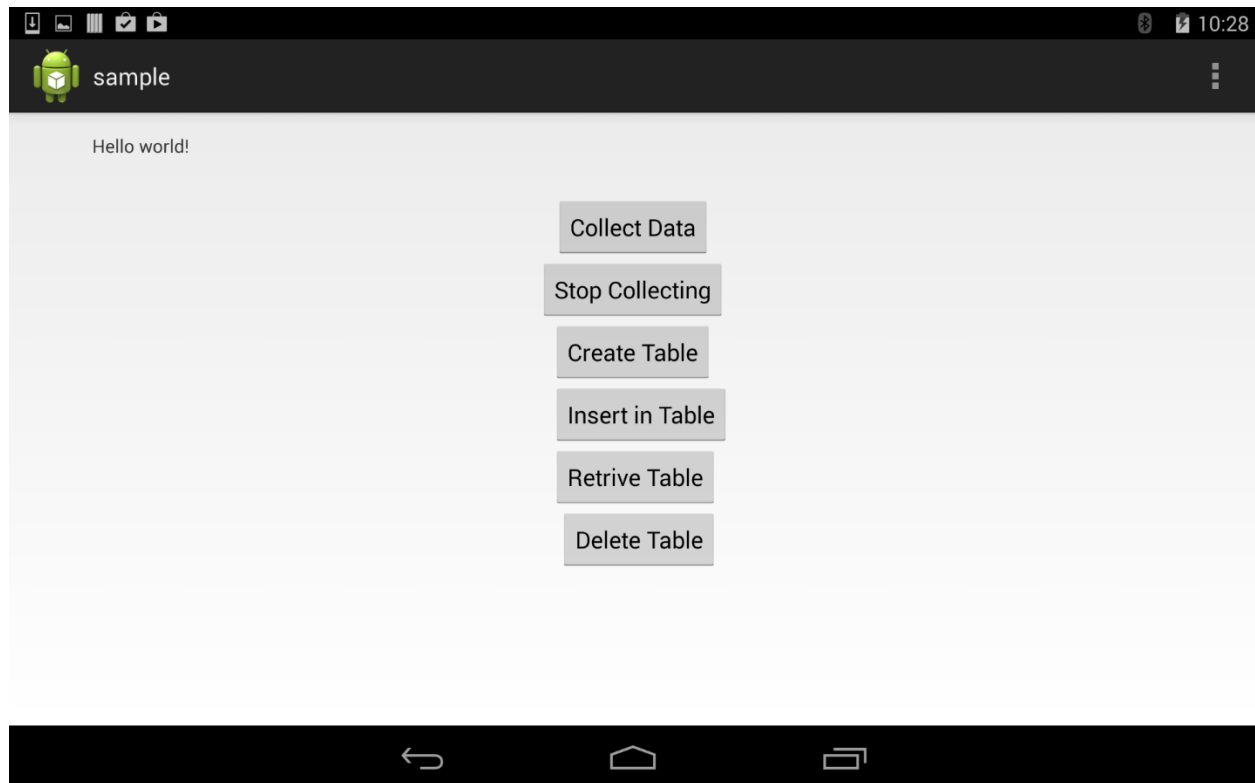 10:28
sample
Hello world!
Collect Data
Stop Collecting
Create Table
Insert in Table
Retrive Table
Delete Table